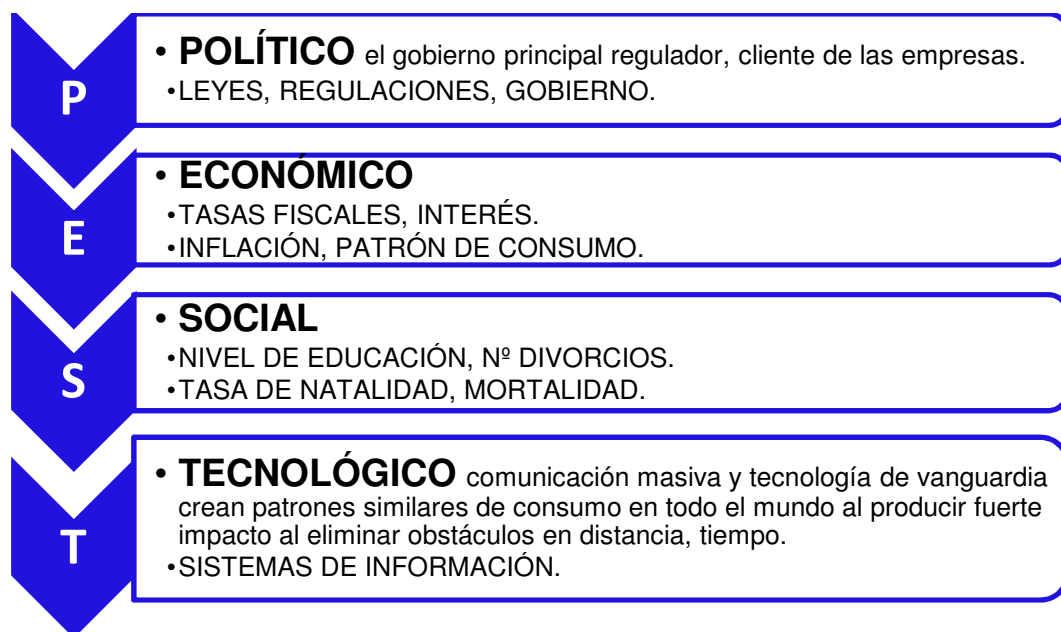 P
• POLÍTICO el gobierno principal regulador, cliente de las empresas.
•LEYES, REGULACIONES, GOBIERNO.
E
• ECONÓMICO
•TASAS FISCALES, INTERÉS.
•INFLACIÓN, PATRÓN DE CONSUMO.
S
• SOCIAL
•NIVEL DE EDUCACIÓN, Nº DIVORCIOS.
•TASA DE NATALIDAD, MORTALIDAD.
T
• TECNOLÓGICO comunicación masiva y tecnología de vanguardia
crean patrones similares de consumo en todo el mundo al producir fuerte
impacto al eliminar obstáculos en distancia, tiempo.
•SISTEMAS DE INFORMACIÓN.